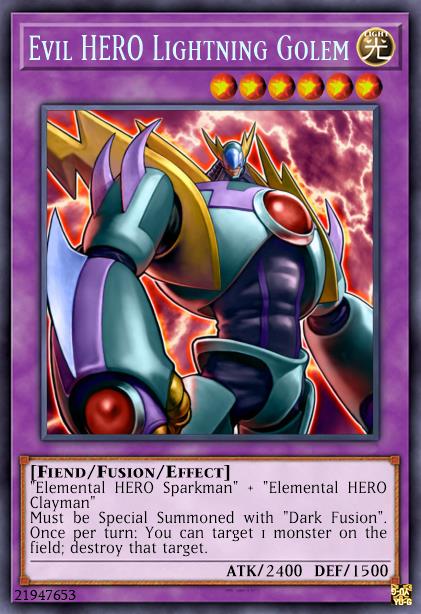 Evil HERO Lightning Golem
LIGHT
光
[Fiend/Fusion/Effect]
"Elemental HERO Sparkman" + "Elemental HERO
Clayman"
Must be Special Summoned with "Dark Fusion".
Once per turn: You can target 1 monster on the
field; destroy that target.
ATK/2400 DEF/1500
21947653